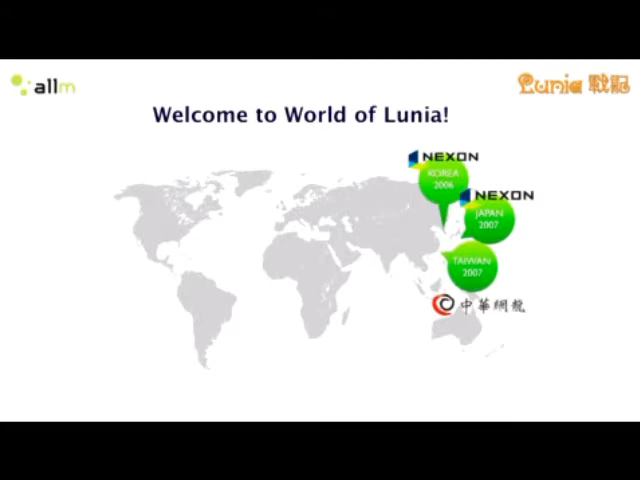 allm
Lunia 戰記
Welcome to World of Lunia!
NEXON
KOREA
2006
NEXON
JAPAN
2007
TAIWAN
2007
中華網龍